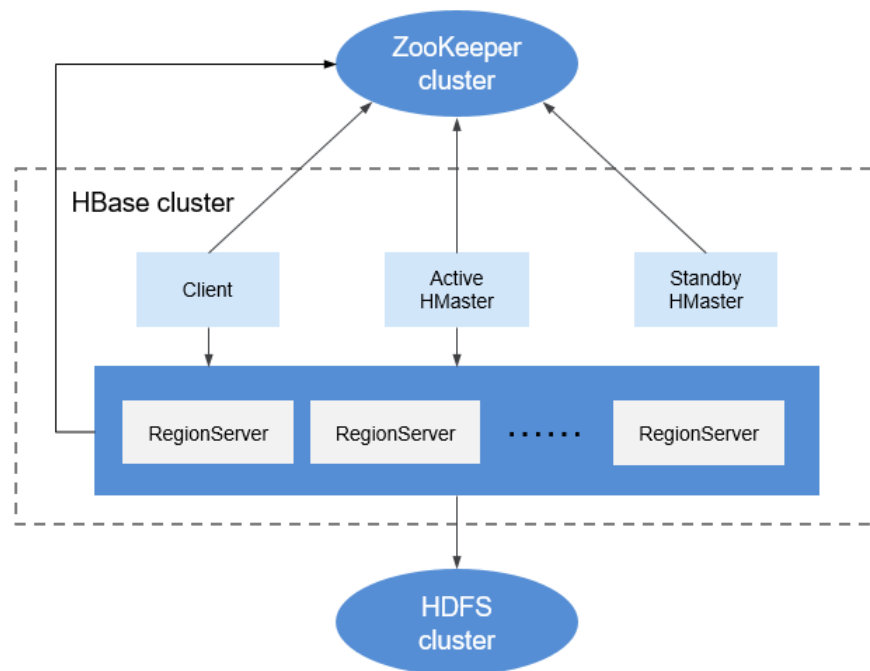 ZooKeeper
cluster
HBase cluster
Client
Active
HMaster
Standby
HMaster
RegionServer
RegionServer
......
RegionServer
HDFS
cluster